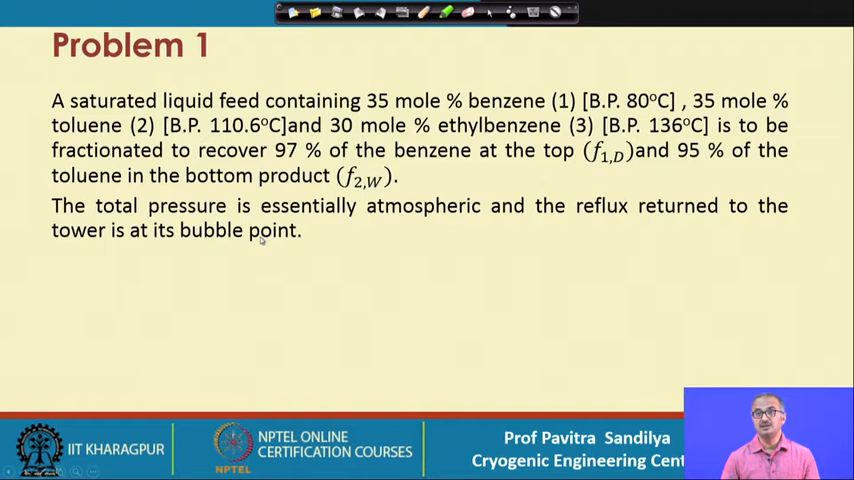 Problem 1
A saturated liquid feed containing 35 mole % benzene (1) [B.P. 80°C] , 35 mole %
toluene (2) [B.P. 110.6°C]and 30 mole % ethylbenzene (3) [B.P. 136°C] is to be
fractionated to recover 97 % of the benzene at the top (f₁,D)and 95 % of the
toluene in the bottom product (f₂,W).
The total pressure is essentially atmospheric and the reflux returned to the
tower is at its bubble point.
IIT KHARAGPUR
NPTEL
NPTEL ONLINE
CERTIFICATION COURSES
Prof Pavitra Sandilya
Cryogenic Engineering Cent